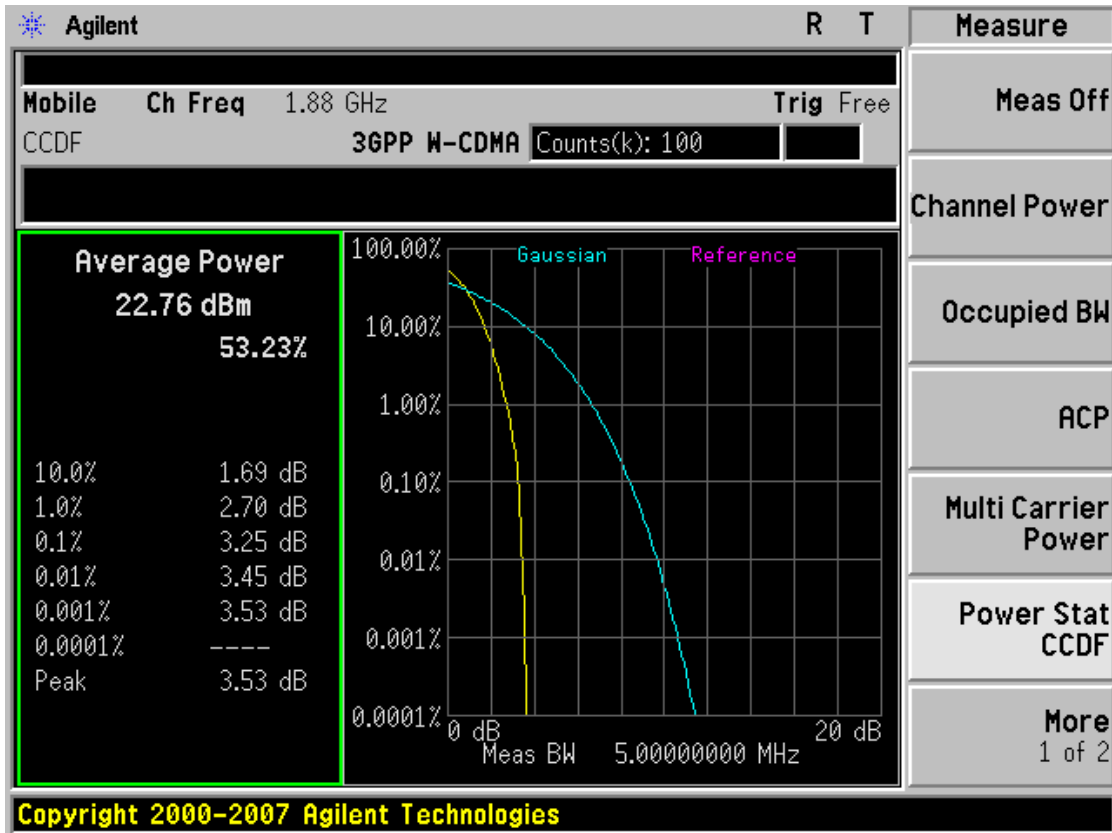 Agilent R T
Mobile Ch Freq 1.88 GHz Trig Free
CCDF 3GPP W-CDMA Counts(k): 100
Average Power
22.76 dBm
53.23%
10.0% 1.69 dB
1.0% 2.70 dB
0.1% 3.25 dB
0.01% 3.45 dB
0.001% 3.53 dB
0.0001% ----
Peak 3.53 dB
Gaussian Reference
100.00%
10.00%
1.00%
0.10%
0.01%
0.001%
0.0001%
0 dB 20 dB
Meas BW 5.00000000 MHz
Measure
Meas Off
Channel Power
Occupied BW
ACP
Multi Carrier
Power
Power Stat
CCDF
More
1 of 2
Copyright 2000-2007 Agilent Technologies